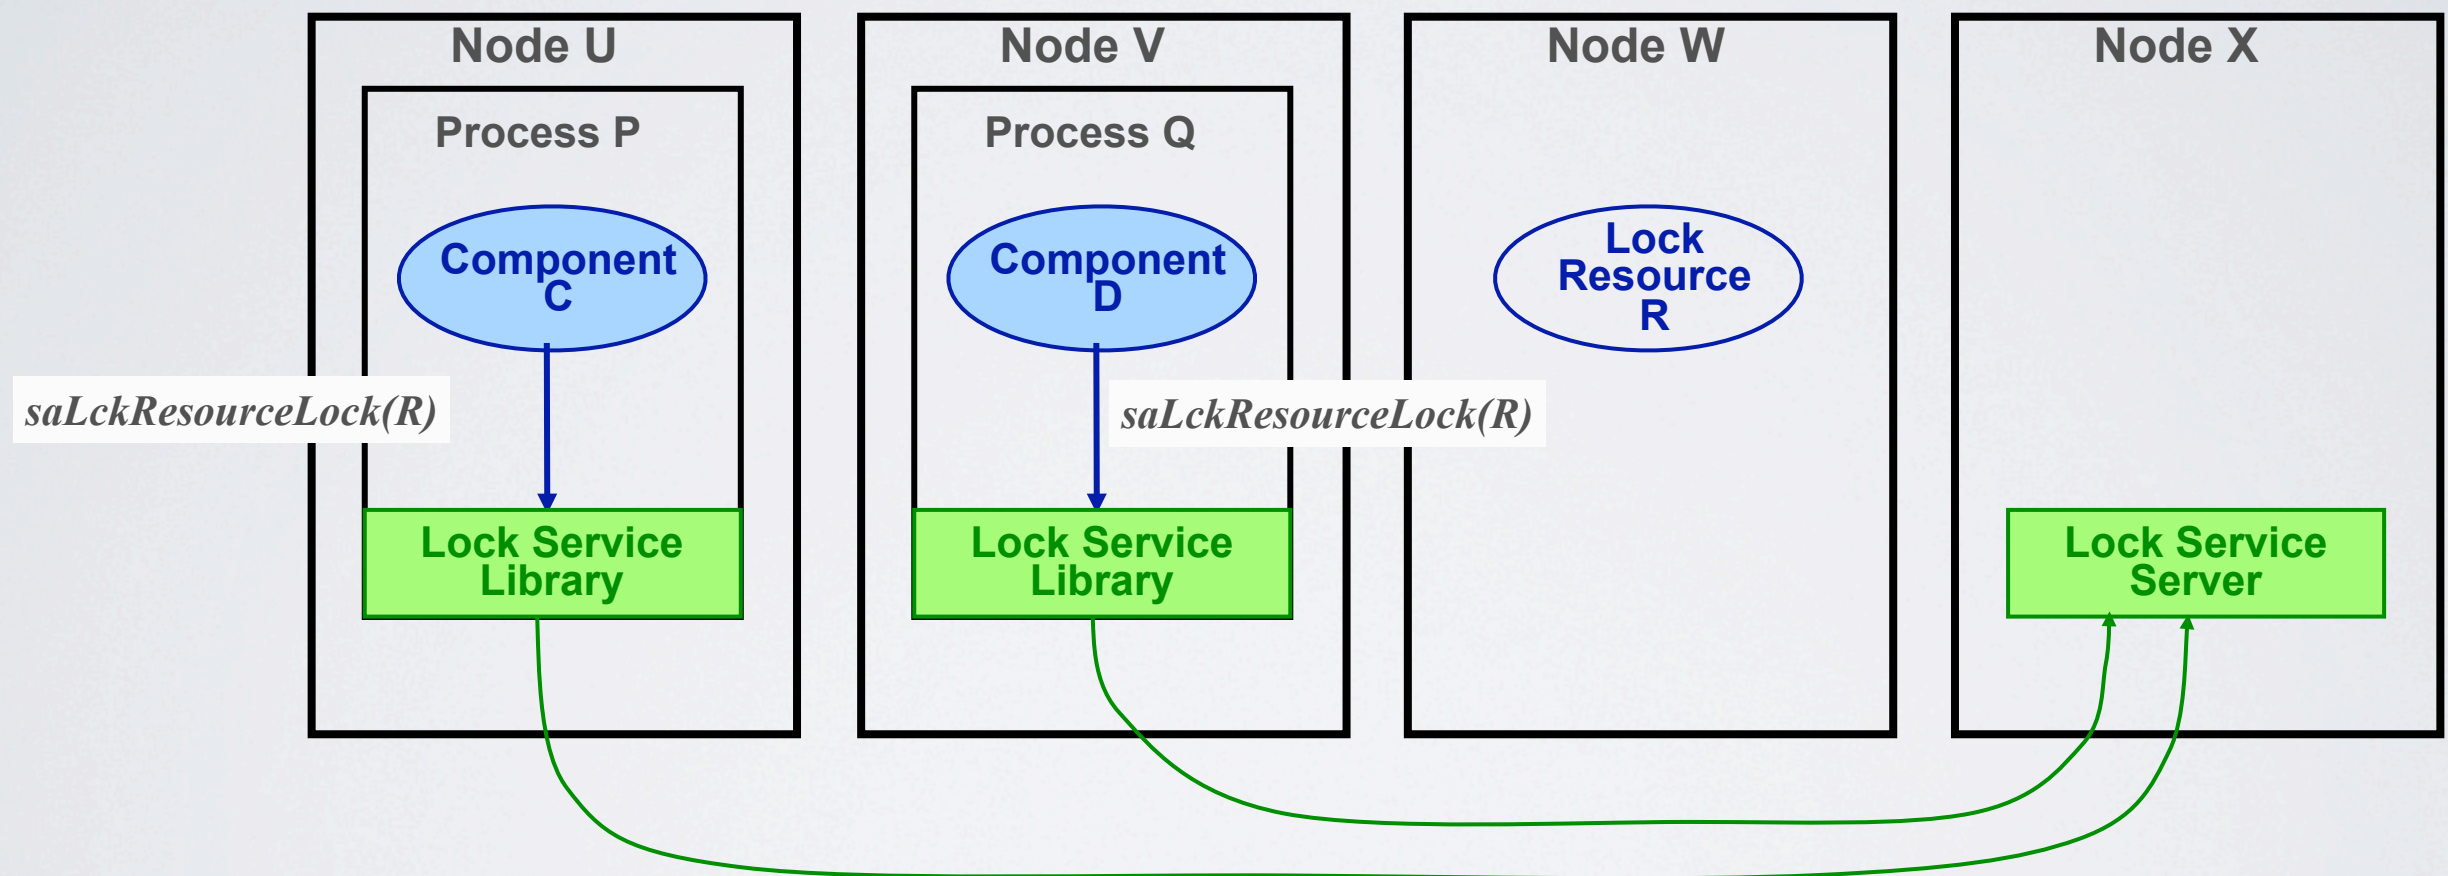 Node U
Process P
Component
C
saLckResourceLock(R)
Lock Service
Library
Node V
Process Q
Component
D
saLckResourceLock(R)
Lock Service
Library
Node W
Lock
Resource
R
Node X
Lock Service
Server